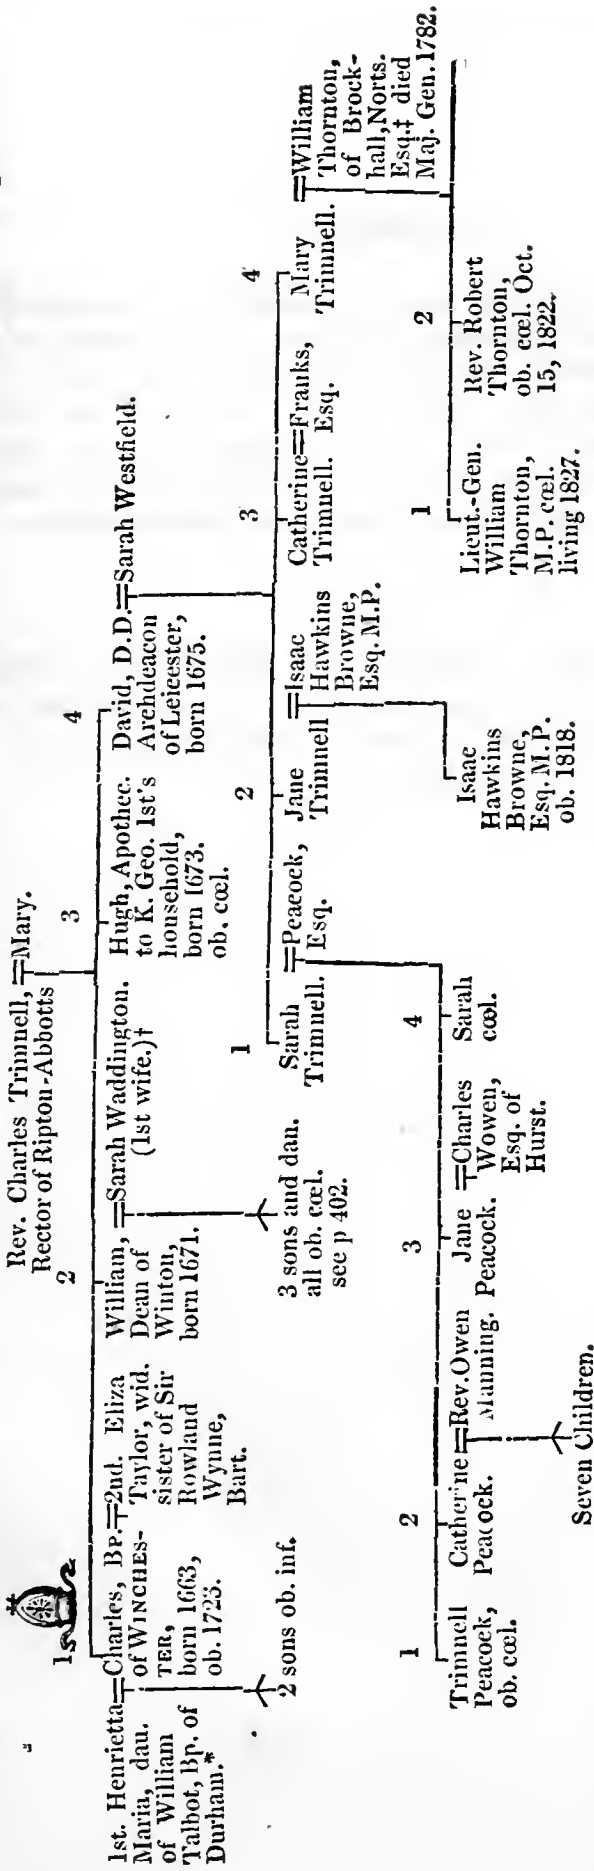 Rev. Charles Trimnell,=Mary.
Rector of Ripton-Abbotts
1
2
3
4
1st. Henrietta=Charles, BP.=2nd. Eliza
Maria, dau.
of William
Talbot, Bp. of
Durham.*
of WINCHES-
TER,
born 1663,
ob. 1723.
Taylor, wid.
sister of Sir
Rowland
Wynne,
Bart.
2 sons ob. inf.
William,=Sarah Waddington.
Dean of
Winton,
born 1671.
(1st wife.)†
3 sons and dan.
all ob. cœl.
see p 402.
Hugh, Apothec.
to K. Geo. 1st's
household,
born 1673.
ob. cœl.
David, D.D.=Sarah Westfield.
Archdeacon
of Leicester,
born 1675.
1
2
3
4
Sarah
Trimnell.
=Peacock,
Esq.
Jane
Trimnell
=Isaac
Hawkins
Browne,
Esq. M.P.
Catherine=Franks,
Trimnell. Esq.
Mary
Trimnell.
=William
Thornton,
of Brock-
hall, Norts.
Esq.‡ died
Maj. Gen. 1782.
1
2
3
4
Trimnell
Peacock,
ob. cœl.
Catherine=Rev. Owen
Peacock. Manning.
Seven Children.
Jane
Peacock.
=Charles
Wowen,
Esq. of
Hurst.
Sarah
cœl.
Isaac
Hawkins
Browne,
Esq. M.P.
ob. 1818.
1
2
Lieut.-Gen.
William
Thornton,
M.P. cœl.
living 1827.
Rev. Robert
Thornton,
ob. cœl. Oct.
15, 1822.